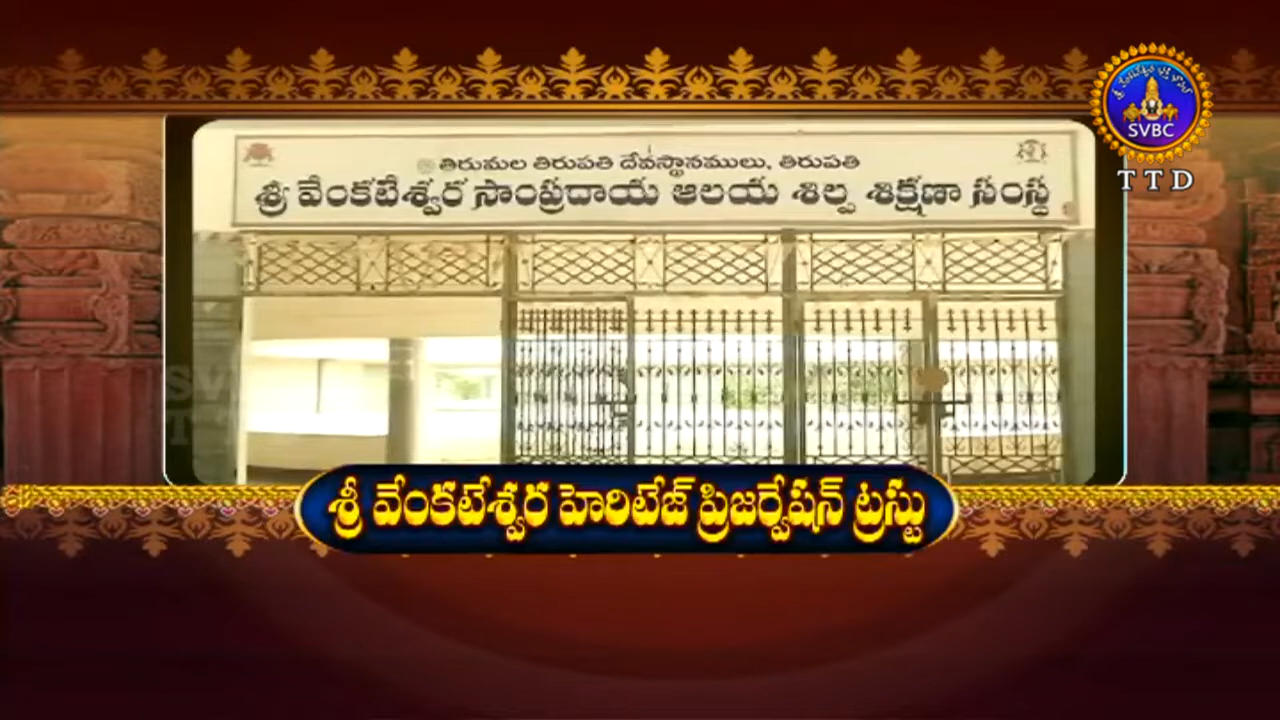 తిరుమల తిరుపతి దేవస్థానములు, తిరుపతి
శ్రీ వేంకటేశ్వర సాంప్రదాయ ఆలయ శిల్ప శిక్షణా సంస్థ
SVBC
TTD
శ్రీ వేంకటేశ్వర హెరిటేజ్ ప్రిజర్వేషన్ ట్రస్టు